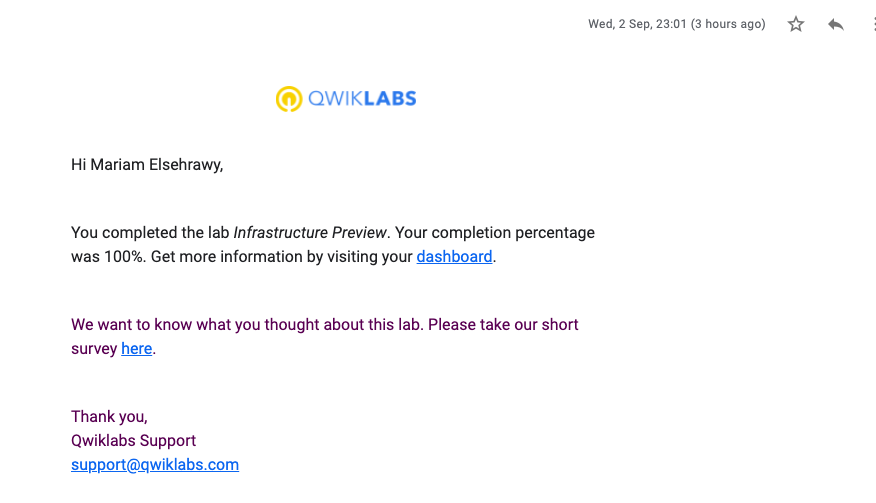 Wed, 2 Sep, 23:01 (3 hours ago)
QWIKLABS
Hi Mariam Elsehrawy,
You completed the lab Infrastructure Preview. Your completion percentage
was 100%. Get more information by visiting your dashboard.
We want to know what you thought about this lab. Please take our short
survey here.
Thank you,
Qwiklabs Support
support@qwiklabs.com